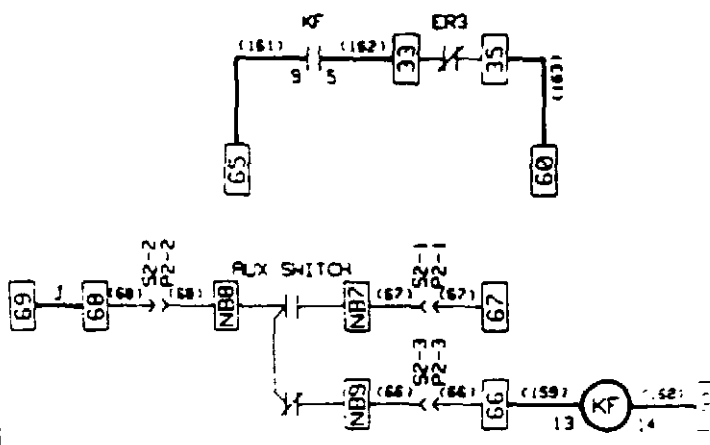 KF ER3
(161) (162) 33 35
9 5 (163)
65 60
S2-2 P2-2 AUX SWITCH S2-1 P2-1
69 J 68 (68) (68) NB8 NB7 (67) (67) 67
S2-3 P2-3
NB9 (66) (66) 66 (159) KF
13 14